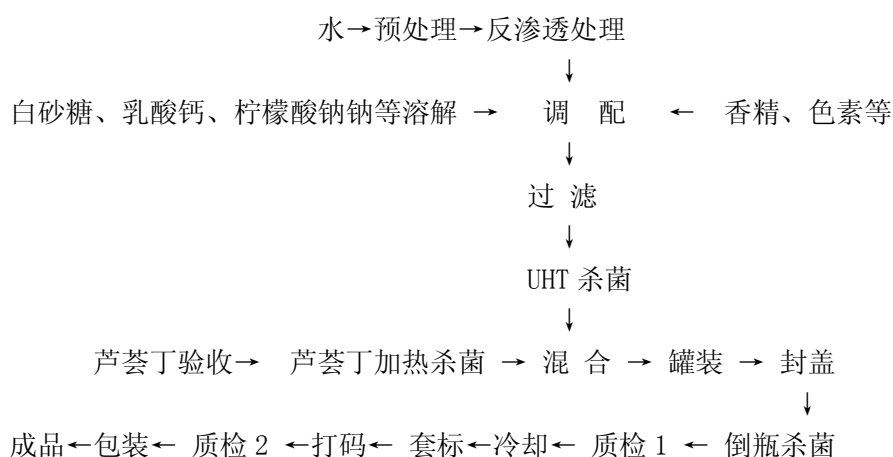 水→预处理→反渗透处理
↓
白砂糖、乳酸钙、柠檬酸钠钠等溶解 → 调 配 ← 香精、色素等
↓
过 滤
↓
UHT 杀菌
↓
芦荟丁验收→ 芦荟丁加热杀菌 →混 合 → 罐装 → 封盖
↓
成品←包装← 质检 2 ←打码← 套标←冷却← 质检 1 ← 倒瓶杀菌